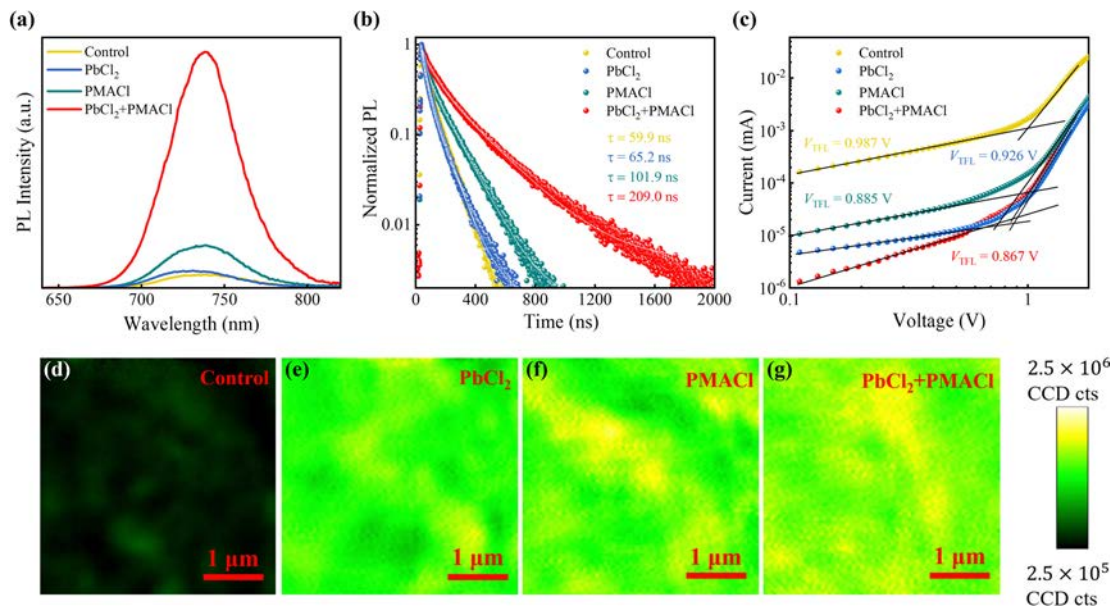 (a)
Control
PbCl₂
PMACl
PbCl₂+PMACl
PL Intensity (a.u.)
650 700 750 800
Wavelength (nm)
(b)
Control
PbCl₂
PMACl
PbCl₂+PMACl
τ = 59.9 ns
τ = 65.2 ns
τ = 101.9 ns
τ = 209.0 ns
Normalized PL
1
0.1
0.01
0 400 800 1200 1600 2000
Time (ns)
(c)
Control
PbCl₂
PMACl
PbCl₂+PMACl
V_TFL = 0.987 V
V_TFL = 0.926 V
V_TFL = 0.885 V
V_TFL = 0.867 V
Current (mA)
10⁻²
10⁻³
10⁻⁴
10⁻⁵
10⁻⁶
0.1 1
Voltage (V)
(d) Control
1 μm
(e) PbCl₂
1 μm
(f) PMACl
1 μm
(g) PbCl₂+PMACl
1 μm
2.5 × 10⁶
CCD cts
2.5 × 10⁵
CCD cts